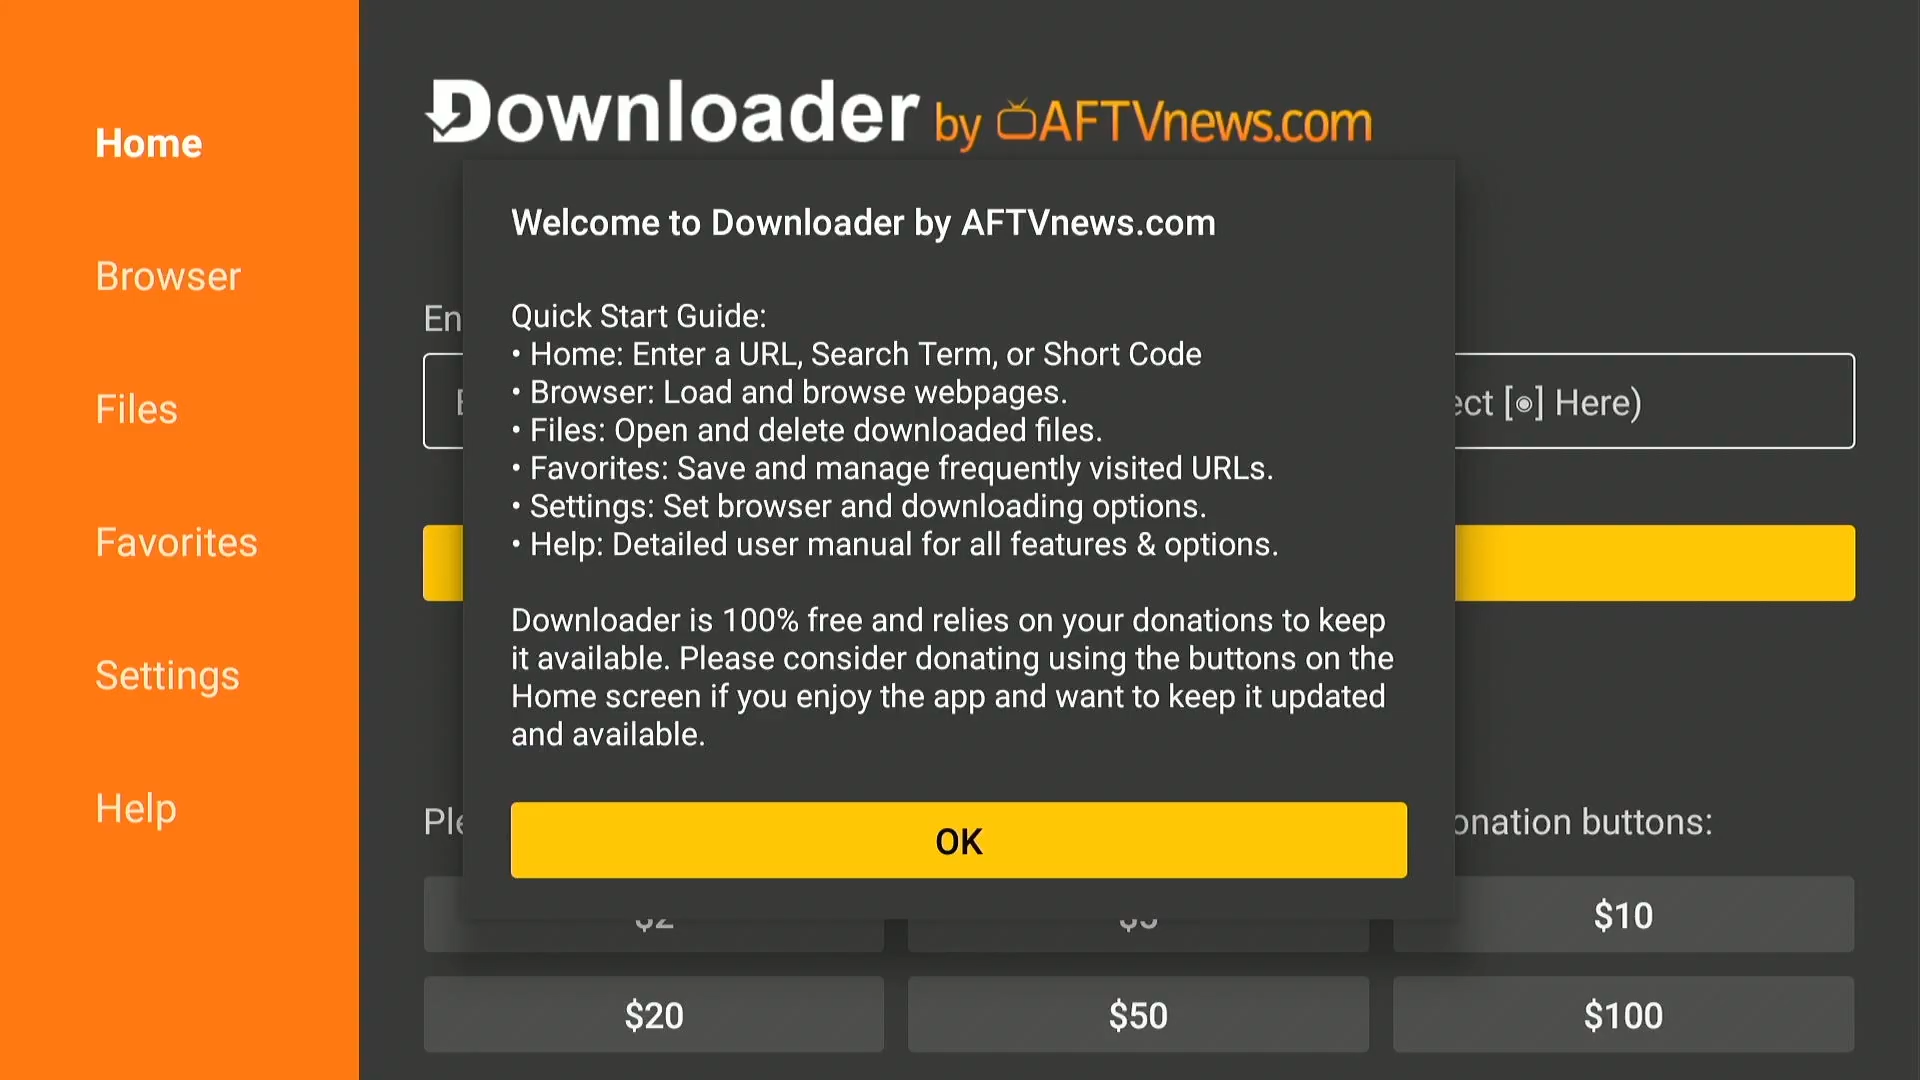 Downloader by AFTVnews.com
Home
Browser
Files
Favorites
Settings
Help
Welcome to Downloader by AFTVnews.com
Quick Start Guide:
• Home: Enter a URL, Search Term, or Short Code
• Browser: Load and browse webpages.
• Files: Open and delete downloaded files.
• Favorites: Save and manage frequently visited URLs.
• Settings: Set browser and downloading options.
• Help: Detailed user manual for all features & options.
Downloader is 100% free and relies on your donations to keep
it available. Please consider donating using the buttons on the
Home screen if you enjoy the app and want to keep it updated
and available.
OK
[◉] Here)
buttons:
$10
$20
$50
$100